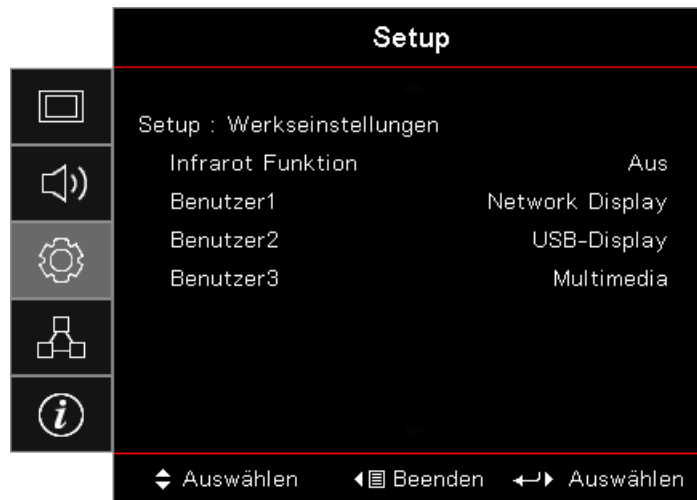 Setup
Setup : Werkseinstellungen
Infrarot Funktion Aus
Benutzer1 Network Display
Benutzer2 USB-Display
Benutzer3 Multimedia
Auswählen Beenden Auswählen